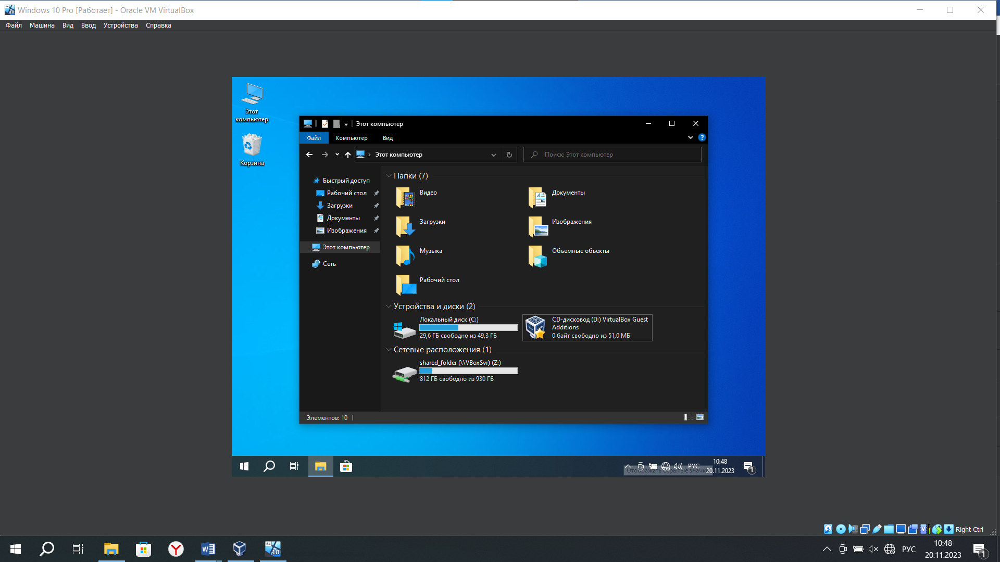 Windows 10 Pro [Работает] - Oracle VM VirtualBox
Файл Машина Вид Ввод Устройства Справка
Этот
компьютер
Корзина
Этот компьютер
Файл Компьютер Вид
Этот компьютер
Поиск: Этот компьютер
Быстрый доступ
Рабочий стол
Загрузки
Документы
Изображения
Этот компьютер
Сеть
Папки (7)
Видео
Документы
Загрузки
Изображения
Музыка
Объемные объекты
Рабочий стол
Устройства и диски (2)
Локальный диск (C:)
29,6 ГБ свободно из 49,3 ГБ
CD-дисковод (D:) VirtualBox Guest
Additions
0 байт свободно из 51,0 МБ
Сетевые расположения (1)
shared_folder (\\VBoxSvr) (Z:)
812 ГБ свободно из 930 ГБ
Элементов: 10
РУС
10:48
20.11.2023
1
Отображать скрытые значки
Right Ctrl
РУС
10:48
20.11.2023
1